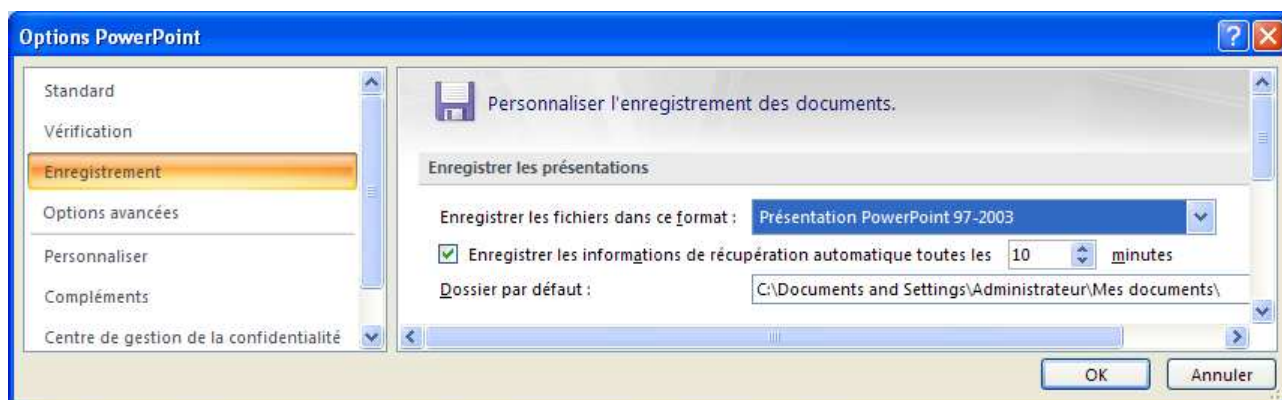 Options PowerPoint
Standard
Vérification
Enregistrement
Options avancées
Personnaliser
Compléments
Centre de gestion de la confidentialité
Personnaliser l'enregistrement des documents.
Enregistrer les présentations
Enregistrer les fichiers dans ce format : Présentation PowerPoint 97-2003
Enregistrer les informations de récupération automatique toutes les 10 minutes
Dossier par défaut : C:\Documents and Settings\Administrateur\Mes documents\
OK Annuler